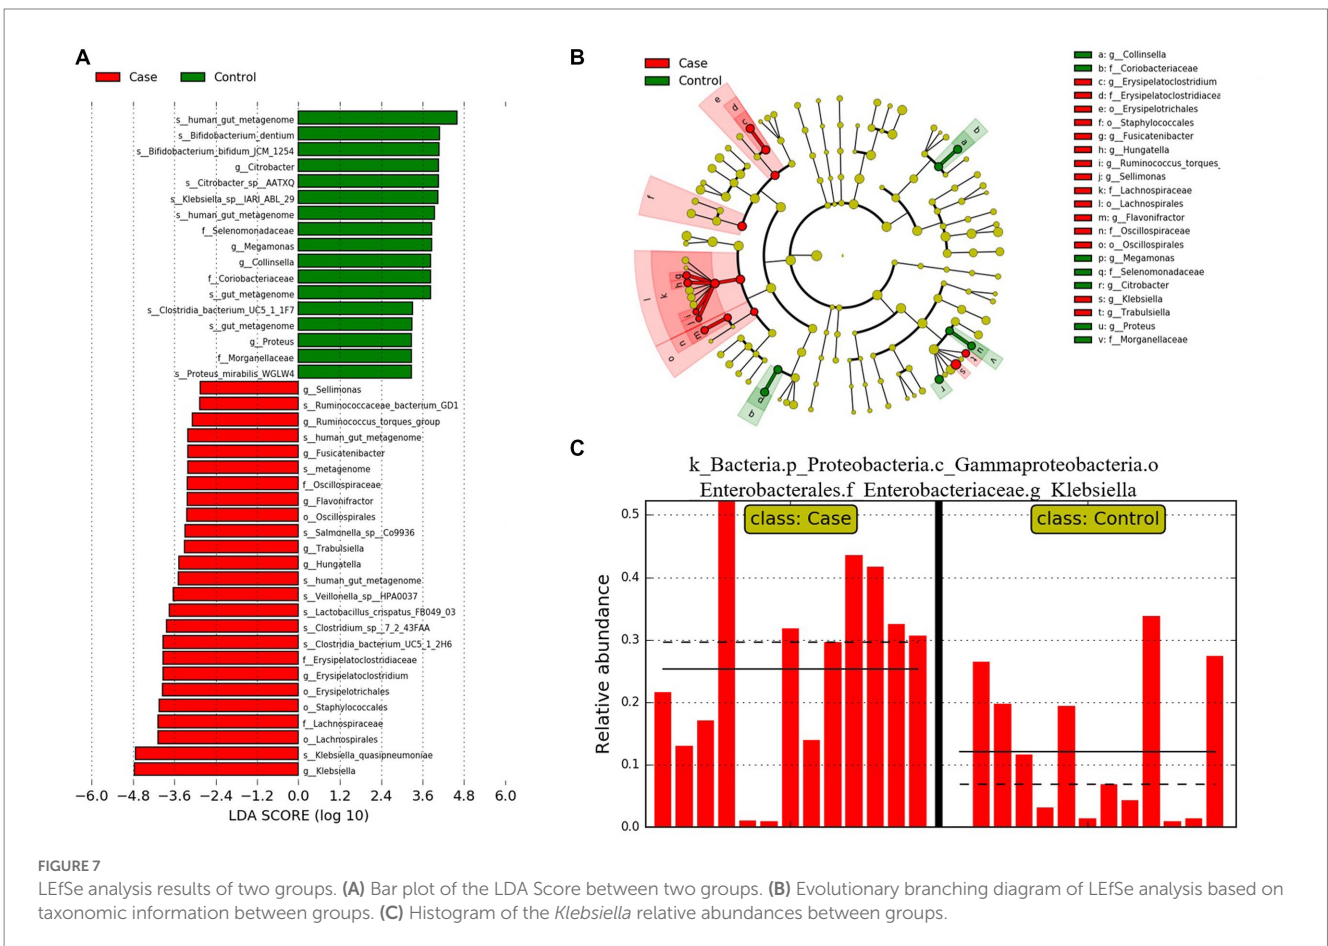 A
Case
Control
s__human_gut_metagenome
s__Bifidobacterium_dentium
s__Bifidobacterium_bifidum_JCM_1254
g__Citrobacter
s__Citrobacter_sp__AATXQ
s__Klebsiella_sp__IARI_ABL_29
s__human_gut_metagenome
f__Selenomonadaceae
g__Megamonas
g__Collinsella
f__Coriobacteriaceae
s__gut_metagenome
s__Clostridia_bacterium_UC5_1_1F7
s__gut_metagenome
g__Proteus
f__Morganellaceae
s__Proteus_mirabilis_WGLW4
g__Sellimonas
s__Ruminococcaceae_bacterium_GD1
g__Ruminococcus_torques_group
s__human_gut_metagenome
g__Fusicatenibacter
s__metagenome
f__Oscillospiraceae
g__Flavonifractor
o__Oscillospirales
s__Salmonella_sp__Co9936
g__Trabulsiella
g__Hungatella
s__human_gut_metagenome
s__Veillonella_sp__HPA0037
s__Lactobacillus_crispatus_FB049_03
s__Clostridium_sp__7_2_43FAA
s__Clostridia_bacterium_UC5_1_2H6
f__Erysipelatoclostridiaceae
g__Erysipelatoclostridium
o__Erysipelotrichales
o__Staphylococcales
f__Lachnospiraceae
o__Lachnospirales
s__Klebsiella_quasipneumoniae
g__Klebsiella
−6.0 −4.8 −3.6 −2.4 −1.2 0.0 1.2 2.4 3.6 4.8 6.0
LDA SCORE (log 10)
B
Case
Control
e
d
c
f
l
k
h
g
j
i
o
n
m
q
p
b
a
u
v
t
s
r
a: g__Collinsella
b: f__Coriobacteriaceae
c: g__Erysipelatoclostridium
d: f__Erysipelatoclostridiacea
e: o__Erysipelotrichales
f: o__Staphylococcales
g: g__Fusicatenibacter
h: g__Hungatella
i: g__Ruminococcus_torques_
j: g__Sellimonas
k: f__Lachnospiraceae
l: o__Lachnospirales
m: g__Flavonifractor
n: f__Oscillospiraceae
o: o__Oscillospirales
p: g__Megamonas
q: f__Selenomonadaceae
r: g__Citrobacter
s: g__Klebsiella
t: g__Trabulsiella
u: g__Proteus
v: f__Morganellaceae
C
k_Bacteria.p_Proteobacteria.c_Gammaproteobacteria.o
Enterobacterales.f_Enterobacteriaceae.g_Klebsiella
class: Case
class: Control
Relative abundance
0.5
0.4
0.3
0.2
0.1
0.0
FIGURE 7
LEfSe analysis results of two groups. (A) Bar plot of the LDA Score between two groups. (B) Evolutionary branching diagram of LEfSe analysis based on
taxonomic information between groups. (C) Histogram of the Klebsiella relative abundances between groups.